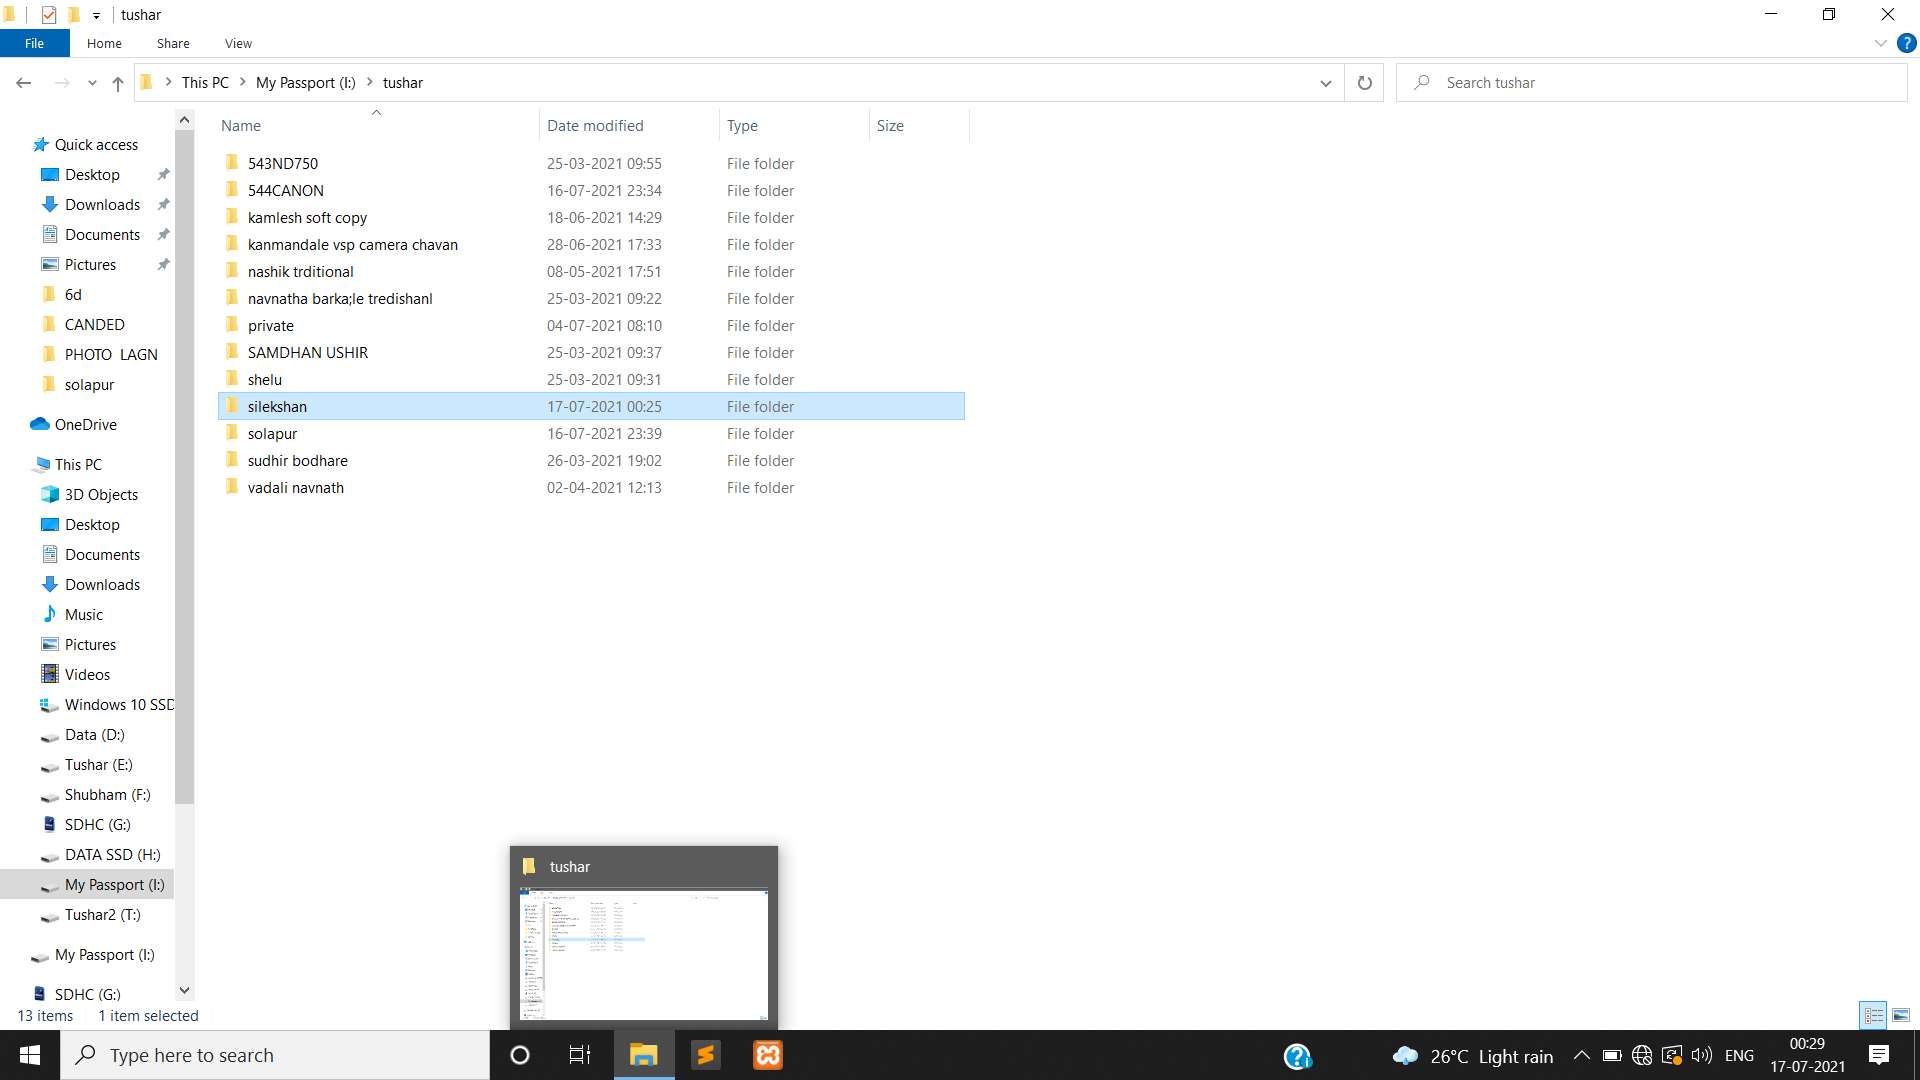 tushar
File Home Share View
This PC My Passport (I:) tushar
Search tushar
Name Date modified Type Size
543ND750 25-03-2021 09:55 File folder
544CANON 16-07-2021 23:34 File folder
kamlesh soft copy 18-06-2021 14:29 File folder
kanmandale vsp camera chavan 28-06-2021 17:33 File folder
nashik trditional 08-05-2021 17:51 File folder
navnatha barka;le tredishanl 25-03-2021 09:22 File folder
private 04-07-2021 08:10 File folder
SAMDHAN USHIR 25-03-2021 09:37 File folder
shelu 25-03-2021 09:31 File folder
silekshan 17-07-2021 00:25 File folder
solapur 16-07-2021 23:39 File folder
sudhir bodhare 26-03-2021 19:02 File folder
vadali navnath 02-04-2021 12:13 File folder
Quick access
Desktop
Downloads
Documents
Pictures
6d
CANDED
PHOTO LAGN
solapur
OneDrive
This PC
3D Objects
Desktop
Documents
Downloads
Music
Pictures
Videos
Windows 10 SSD
Data (D:)
Tushar (E:)
Shubham (F:)
SDHC (G:)
DATA SSD (H:)
My Passport (I:)
Tushar2 (T:)
My Passport (I:)
SDHC (G:)
13 items 1 item selected
tushar
Type here to search
26°C Light rain
ENG
00:29
17-07-2021